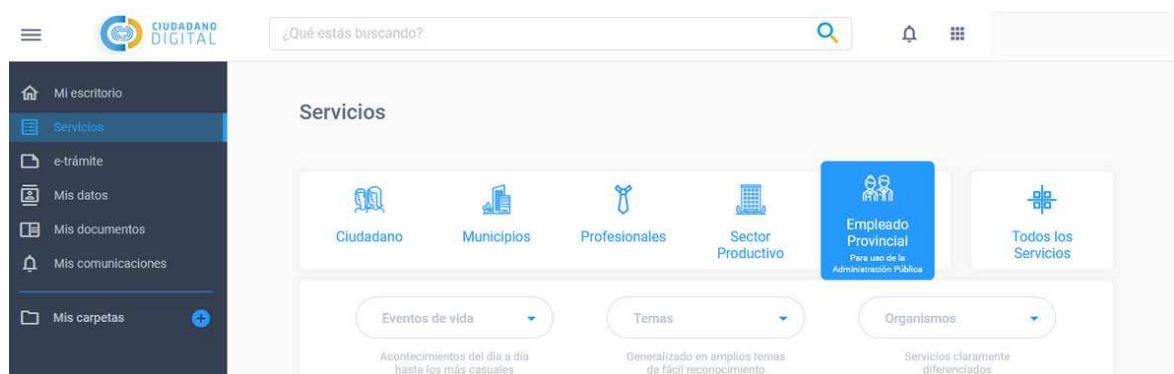 CIUDADANO
DIGITAL
¿Qué estás buscando?
Mi escritorio
Servicios
e-trámite
Mis datos
Mis documentos
Mis comunicaciones
Mis carpetas
Servicios
Ciudadano
Municipios
Profesionales
Sector
Productivo
Empleado
Provincial
Para uso de la
Administración Pública
Todos los
Servicios
Eventos de vida
Temas
Organismos
Acontecimientos del día a día
hasta los más casuales
Generalizado en amplios temas
de fácil reconocimiento
Servicios claramente
diferenciados